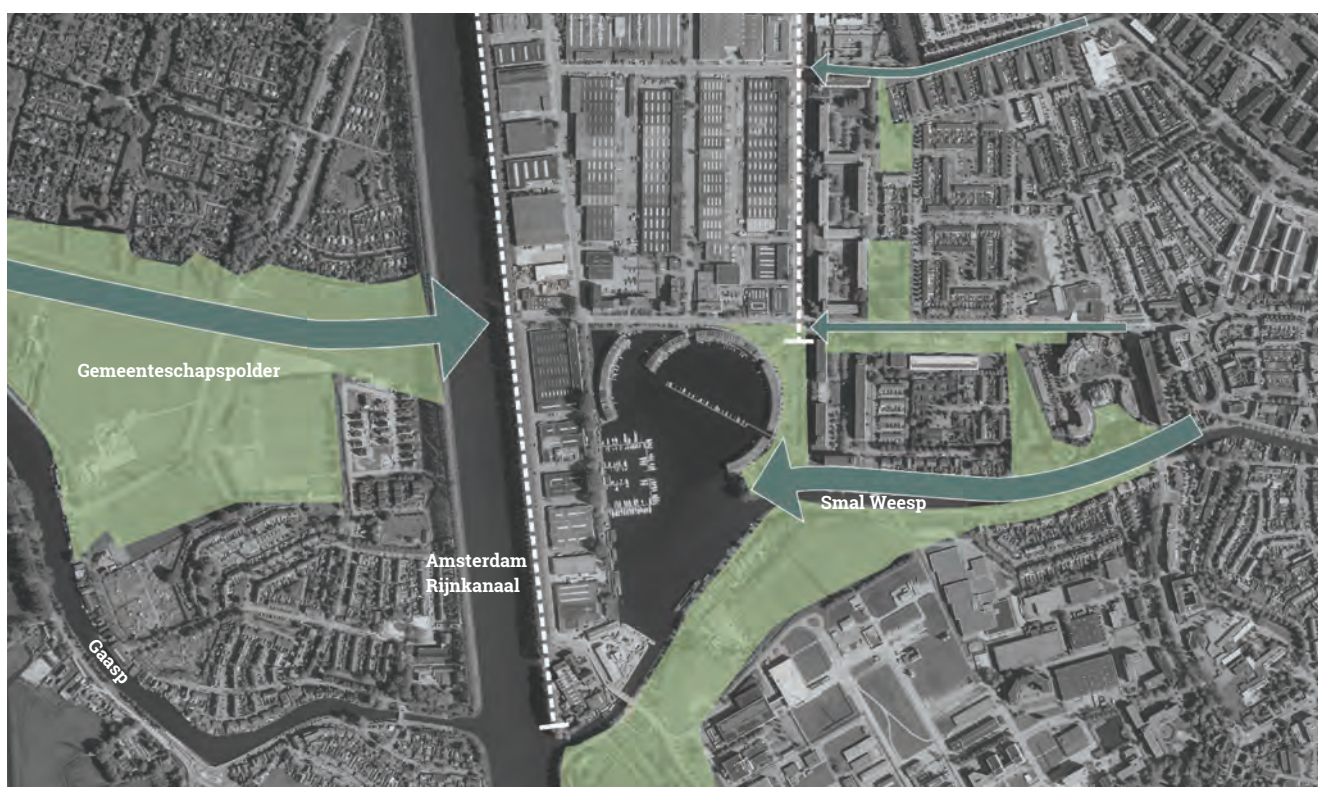 Gemeenteschapspolder
Smal Weesp
Amsterdam
Rijnkanaal
Gaasp